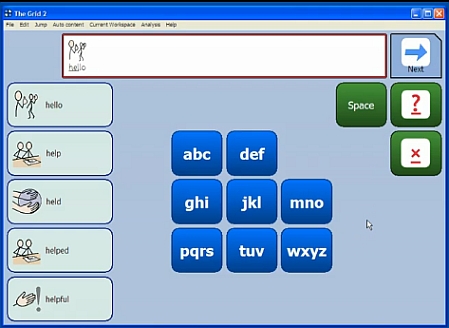 The Grid 2
File Edit Jump Auto content Current Workspace Analysis Help
hello
Next
hello
Space
?
help
abc def
x
held
ghi jkl mno
helped
pqrs tuv wxyz
helpful